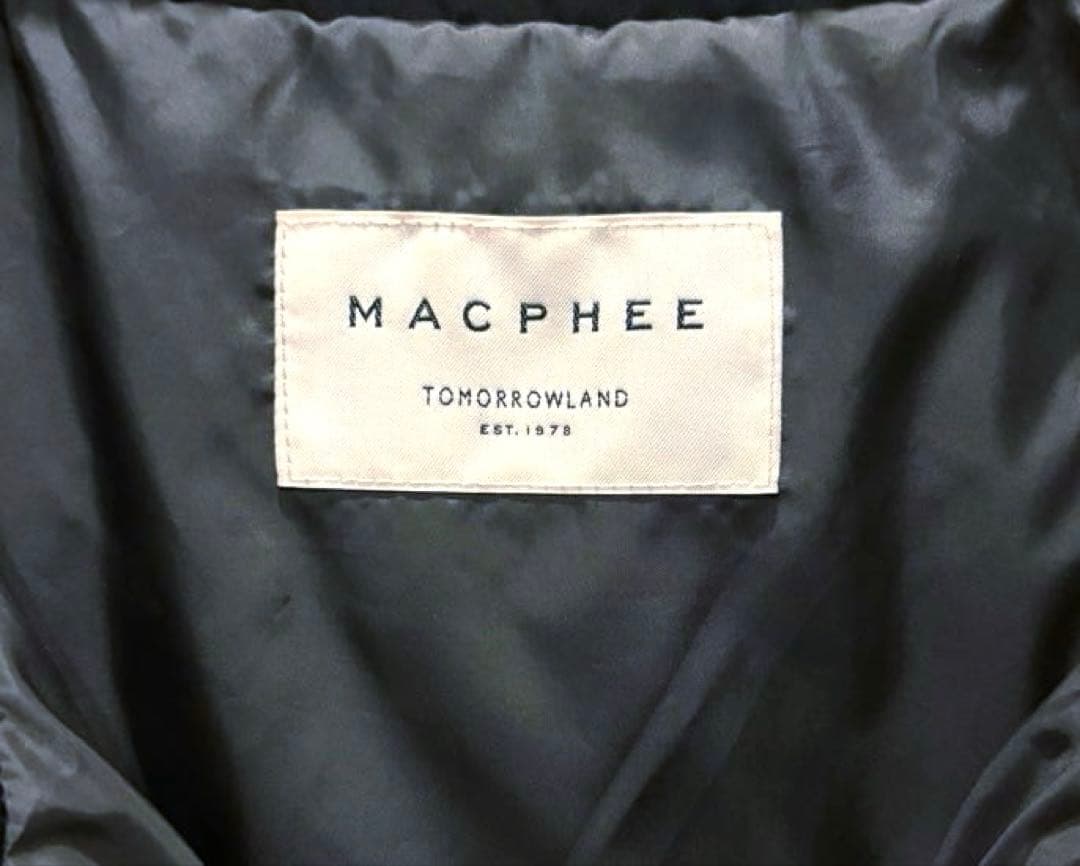 MACPHEE
TOMORROWLAND
EST. 1978